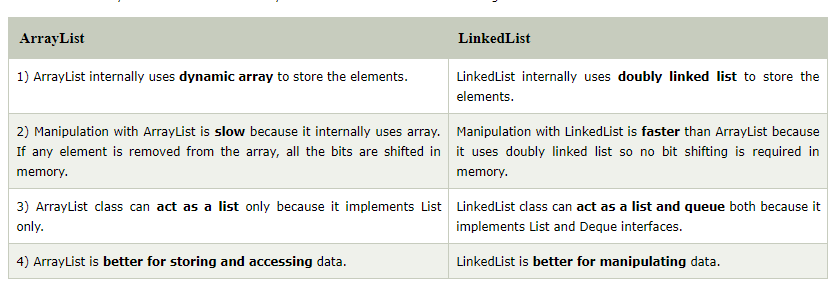 ArrayList
LinkedList
1) ArrayList internally uses dynamic array to store the elements.
LinkedList internally uses doubly linked list to store the
elements.
2) Manipulation with ArrayList is slow because it internally uses array.
If any element is removed from the array, all the bits are shifted in
memory.
Manipulation with LinkedList is faster than ArrayList because
it uses doubly linked list so no bit shifting is required in
memory.
3) ArrayList class can act as a list only because it implements List
only.
LinkedList class can act as a list and queue both because it
implements List and Deque interfaces.
4) ArrayList is better for storing and accessing data.
LinkedList is better for manipulating data.